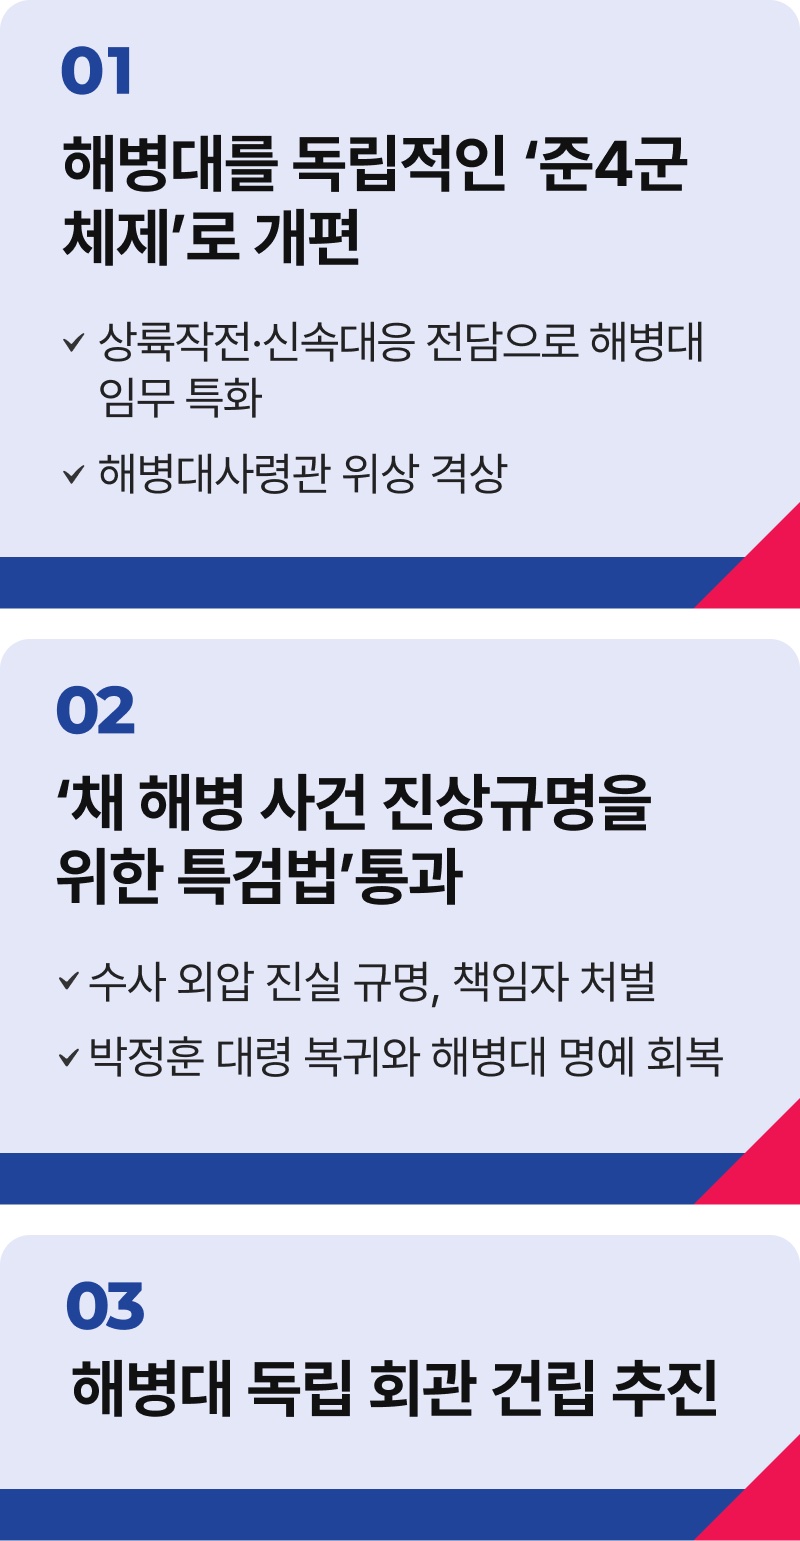 01
해병대를 독립적인 ‘준4군
체제’로 개편
✓ 상륙작전·신속대응 전담으로 해병대
임무 특화
✓ 해병대사령관 위상 격상
02
‘채 해병 사건 진상규명을
위한 특검법’통과
✓ 수사 외압 진실 규명, 책임자 처벌
✓ 박정훈 대령 복귀와 해병대 명예 회복
03
해병대 독립 회관 건립 추진